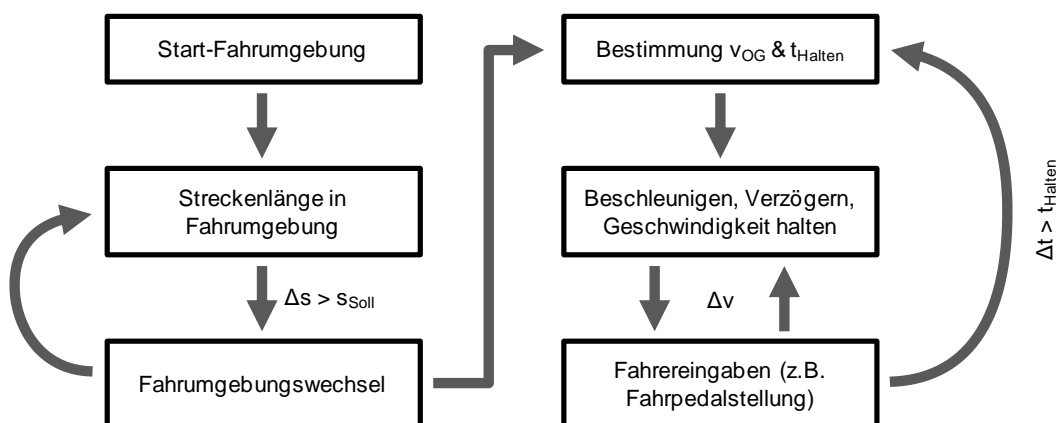 Start-Fahrumgebung
Streckenlänge in
Fahrumgebung
Δs > sSoll
Fahrumgebungswechsel
Bestimmung vOG & tHalten
Beschleunigen, Verzögern,
Geschwindigkeit halten
Δv
Fahrereingaben (z.B.
Fahrpedalstellung)
Δt > tHalten